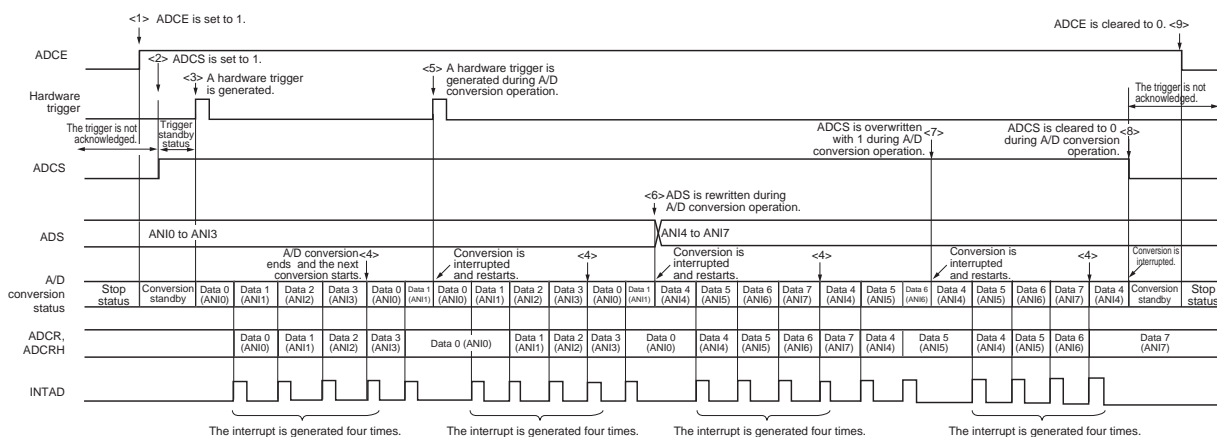 <1> ADCE is set to 1.
ADCE is cleared to 0. <9>
ADCE
<2> ADCS is set to 1.
<3> A hardware trigger
is generated.
<5> A hardware trigger is
generated during A/D
conversion operation.
Hardware
trigger
The trigger is not
acknowledged.
Trigger
standby
status
The trigger is not
acknowledged.
ADCS is overwritten <7>
with 1 during A/D
conversion operation.
ADCS is cleared to 0 <8>
during A/D conversion
operation.
ADCS
<6> ADS is rewritten during
A/D conversion operation.
ADS
ANI0 to ANI3
ANI4 to ANI7
A/D conversion <4>
ends and the next
conversion starts.
Conversion is
interrupted
and restarts.
<4>
Conversion is
interrupted
and restarts.
<4>
Conversion is
interrupted
and restarts.
<4>
Conversion is
interrupted.
A/D
conversion
status
Stop
status
Conversion
standby
Data 0
(ANI0)
Data 1
(ANI1)
Data 2
(ANI2)
Data 3
(ANI3)
Data 0
(ANI0)
Data 1
(ANI1)
Data 0
(ANI0)
Data 1
(ANI1)
Data 2
(ANI2)
Data 3
(ANI3)
Data 0
(ANI0)
Data 1
(ANI1)
Data 4
(ANI4)
Data 5
(ANI5)
Data 6
(ANI6)
Data 7
(ANI7)
Data 4
(ANI4)
Data 5
(ANI5)
Data 6
(ANI6)
Data 4
(ANI4)
Data 5
(ANI5)
Data 6
(ANI6)
Data 7
(ANI7)
Data 4
(ANI4)
Conversion
standby
Stop
status
ADCR,
ADCRH
Data 0
(ANI0)
Data 1
(ANI1)
Data 2
(ANI2)
Data 3
(ANI3)
Data 0 (ANI0)
Data 1
(ANI1)
Data 2
(ANI2)
Data 3
(ANI3)
Data 0
(ANI0)
Data 4
(ANI4)
Data 5
(ANI5)
Data 6
(ANI6)
Data 7
(ANI7)
Data 4
(ANI4)
Data 5
(ANI5)
Data 4
(ANI4)
Data 5
(ANI5)
Data 6
(ANI6)
Data 7
(ANI7)
INTAD
The interrupt is generated four times.
The interrupt is generated four times.
The interrupt is generated four times.
The interrupt is generated four times.